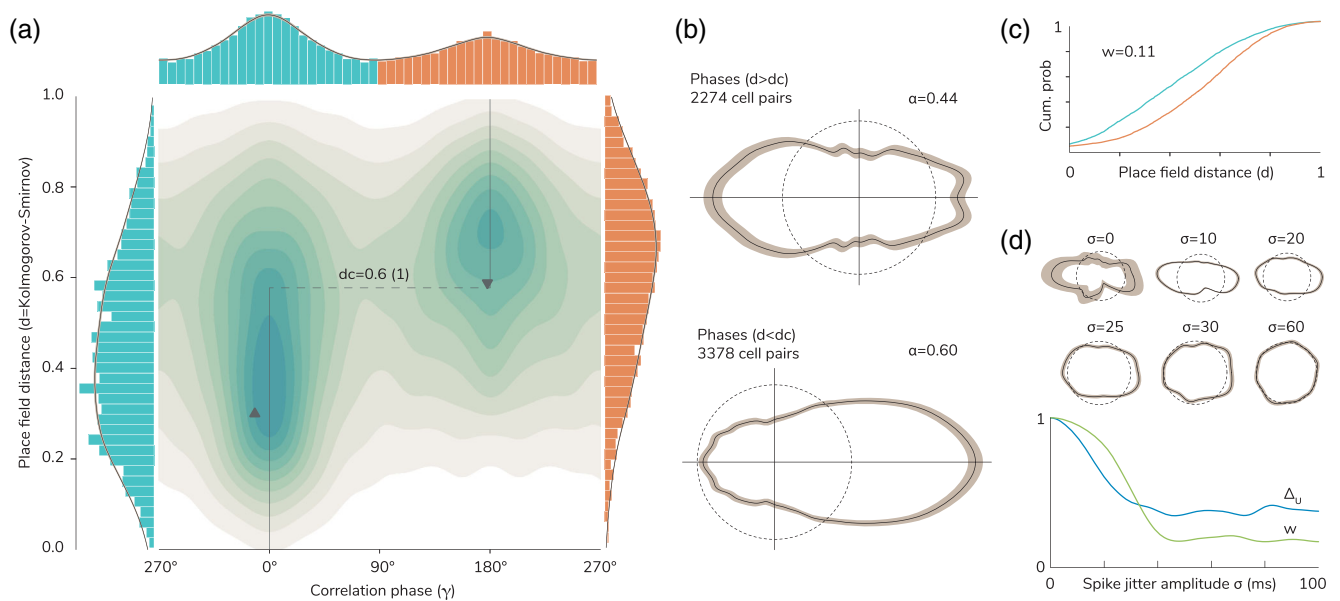 (a)
1.0
0.8
0.6
0.4
0.2
0.0
Place field distance (d=Kolmogorov-Smirnov)
dc=0.6 (1)
270°
0°
90°
180°
270°
Correlation phase (γ)
(b)
Phases (d>dc)
2274 cell pairs
α=0.44
Phases (d<dc)
3378 cell pairs
α=0.60
(c)
1
Cum. prob
w=0.11
0
Place field distance (d)
1
(d)
σ=0
σ=10
σ=20
σ=25
σ=30
σ=60
1
Δ_U
w
0
0
Spike jitter amplitude σ (ms)
100